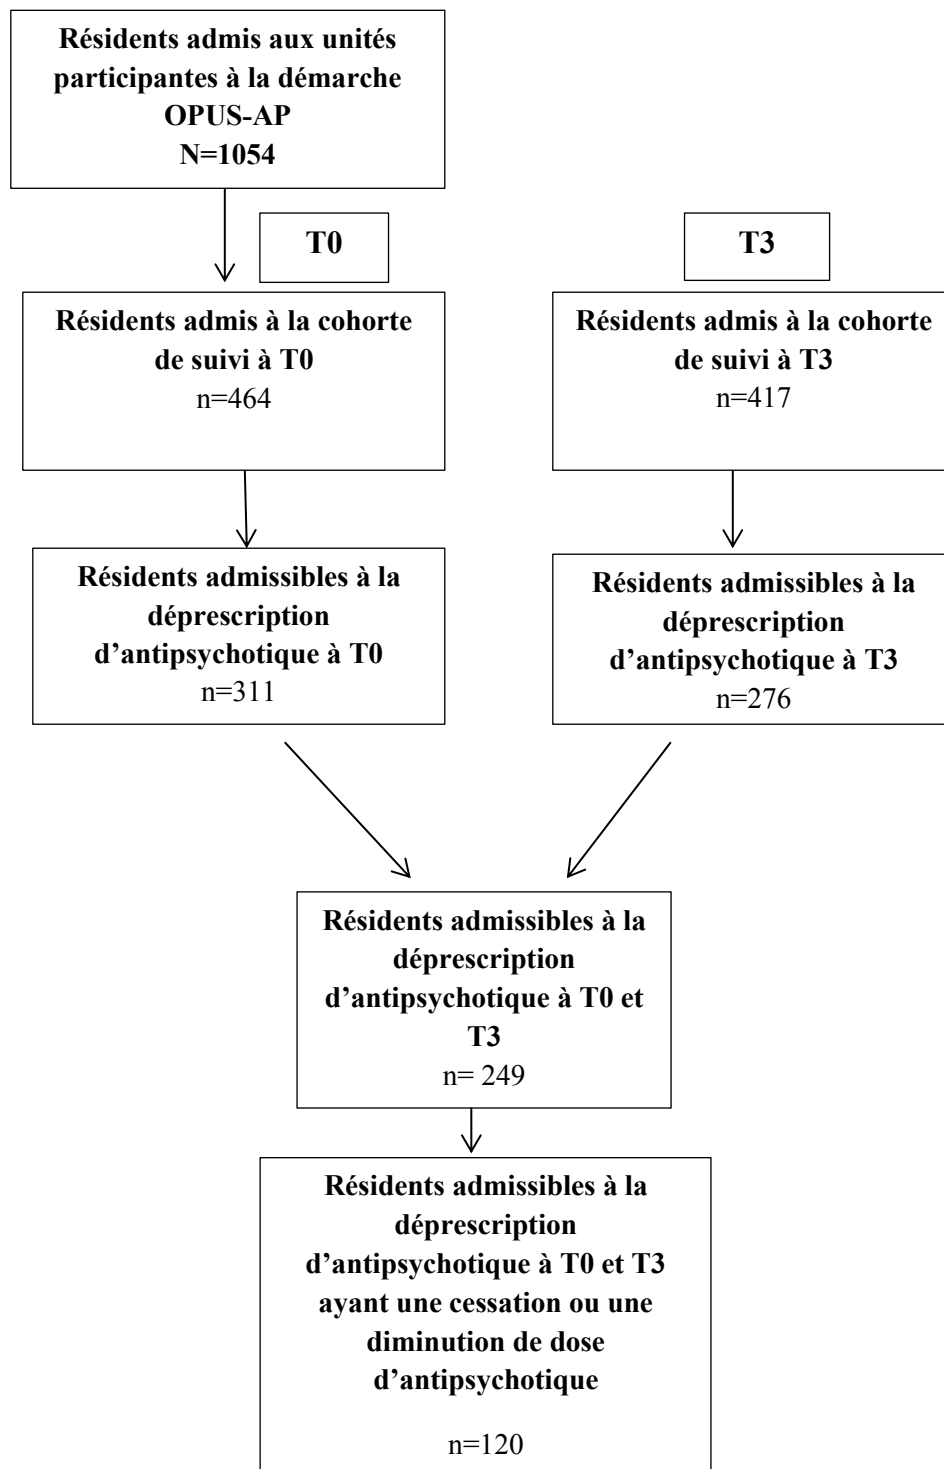 Résidents admis aux unités
participantes à la démarche
OPUS-AP
N=1054
T0
T3
Résidents admis à la cohorte
de suivi à T0
n=464
Résidents admis à la cohorte
de suivi à T3
n=417
Résidents admissibles à la
déprescription
d’antipsychotique à T0
n=311
Résidents admissibles à la
déprescription
d’antipsychotique à T3
n=276
Résidents admissibles à la
déprescription
d’antipsychotique à T0 et
T3
n= 249
Résidents admissibles à la
déprescription
d’antipsychotique à T0 et T3
ayant une cessation ou une
diminution de dose
d’antipsychotique
n=120